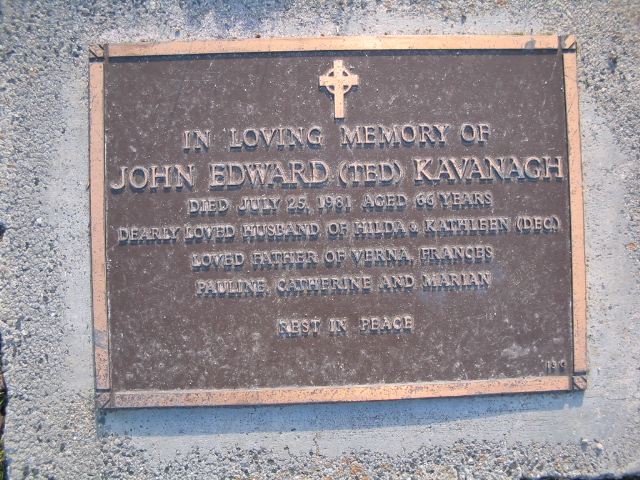 IN LOVING MEMORY OF
JOHN EDWARD (TED) KAVANAGH
DIED JULY 25, 1981 AGED 66 YEARS
DEARLY LOVED HUSBAND OF HILDA & KATHLEEN (DEC)
LOVED FATHER OF VERNA, FRANCES
PAULINE, CATHERINE AND MARIAN
REST IN PEACE